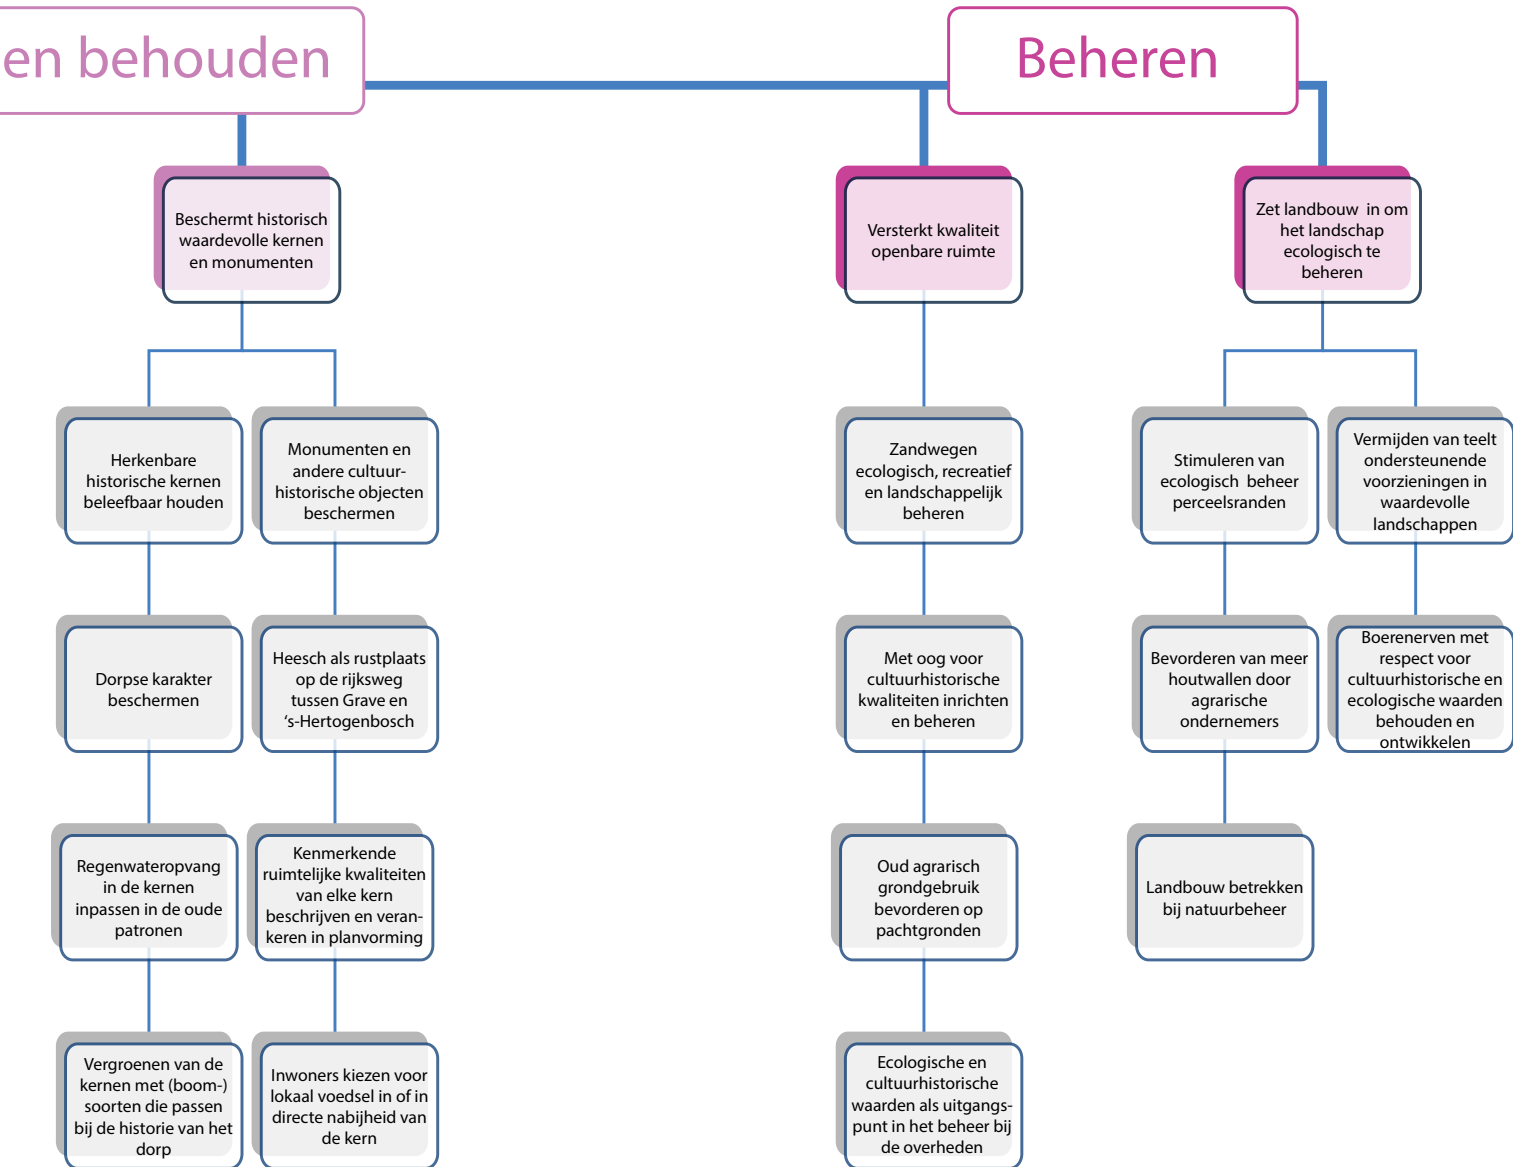 en behouden
Beheren
Beschermt historisch
waardevolle kernen
en monumenten
Versterkt kwaliteit
openbare ruimte
Zet landbouw in om
het landschap
ecologisch te
beheren
Herkenbare
historische kernen
beleefbaar houden
Monumenten en
andere cultuur-
historische objecten
beschermen
Zandwegen
ecologisch, recreatief
en landschappelijk
beheren
Stimuleren van
ecologisch beheer
perceelsranden
Vermijden van teelt
ondersteunende
voorzieningen in
waardevolle
landschappen
Dorpse karakter
beschermen
Heesch als rustplaats
op de rijksweg
tussen Grave en
‘s-Hertogenbosch
Met oog voor
cultuurhistorische
kwaliteiten inrichten
en beheren
Bevorderen van meer
houtwallen door
agrarische
ondernemers
Boerenerven met
respect voor
cultuurhistorische en
ecologische waarden
behouden en
ontwikkelen
Regenwateropvang
in de kernen
inpassen in de oude
patronen
Kenmerkende
ruimtelijke kwaliteiten
van elke kern
beschrijven en veran-
keren in planvorming
Oud agrarisch
grondgebruik
bevorderen op
pachtgronden
Landbouw betrekken
bij natuurbeheer
Vergroenen van de
kernen met (boom-)
soorten die passen
bij de historie van het
dorp
Inwoners kiezen voor
lokaal voedsel in of in
directe nabijheid van
de kern
Ecologische en
cultuurhistorische
waarden als uitgangs-
punt in het beheer bij
de overheden